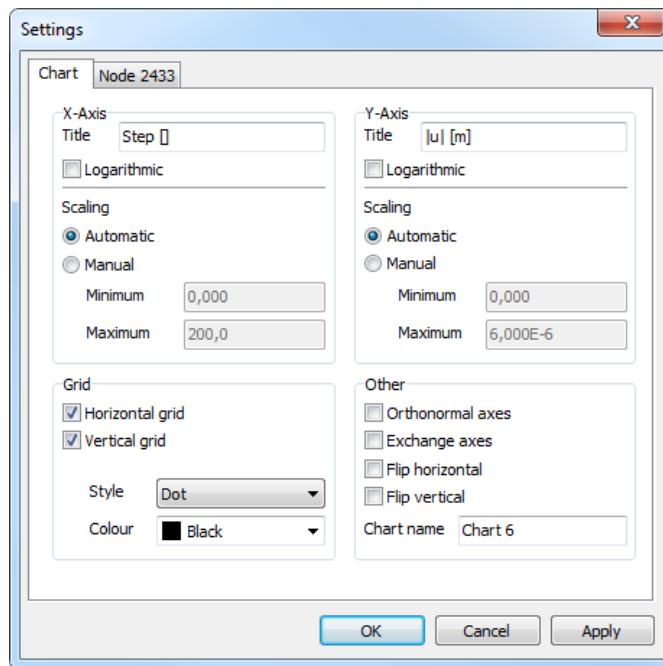 Settings
Chart
Node 2433
X-Axis
Title Step []
Logarithmic
Scaling
Automatic
Manual
Minimum 0,000
Maximum 200,0
Y-Axis
Title |u| [m]
Logarithmic
Scaling
Automatic
Manual
Minimum 0,000
Maximum 6,000E-6
Grid
Horizontal grid
Vertical grid
Style Dot
Colour Black
Other
Orthonormal axes
Exchange axes
Flip horizontal
Flip vertical
Chart name Chart 6
OK Cancel Apply